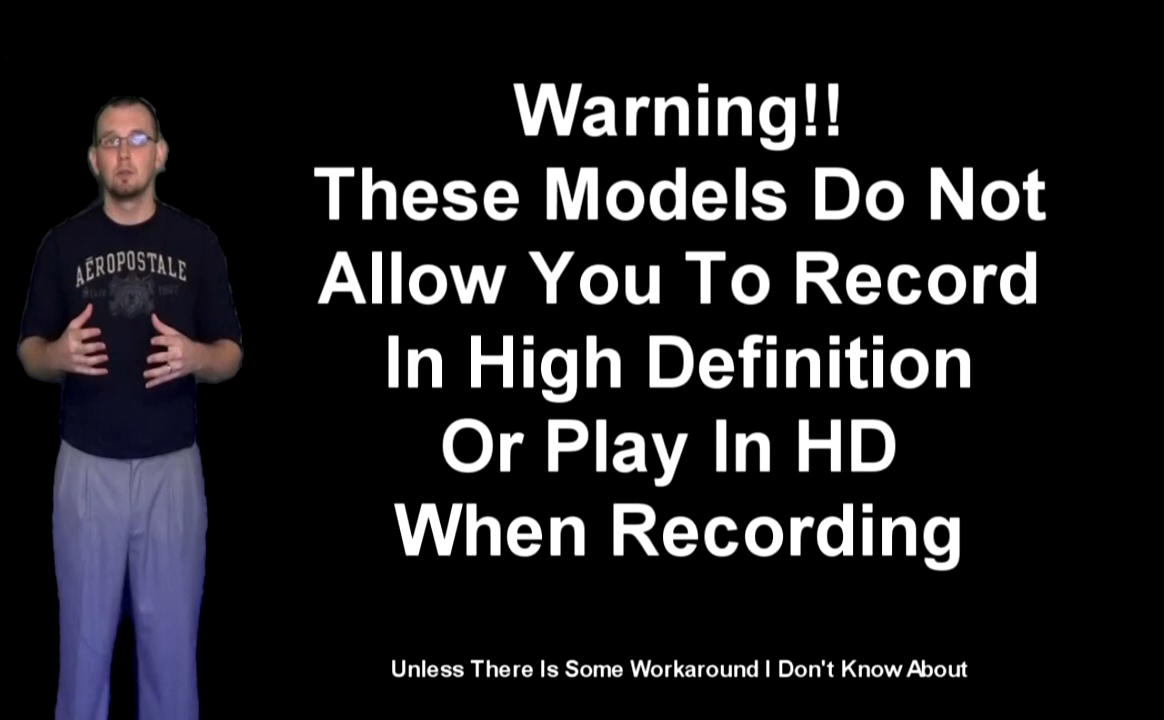 Warning!!
These Models Do Not
Allow You To Record
In High Definition
Or Play In HD
When Recording
Unless There Is Some Workaround I Don't Know About
AĒROPOSTALE